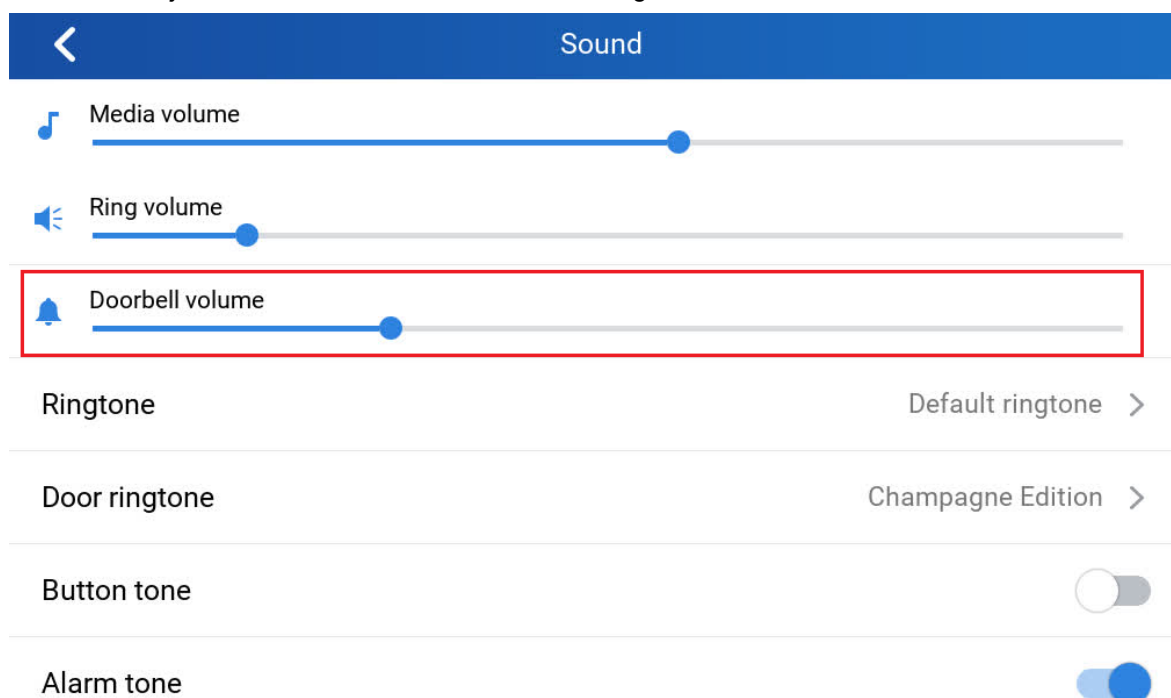 Sound
Media volume
Ring volume
Doorbell volume
Ringtone Default ringtone
Door ringtone Champagne Edition
Button tone
Alarm tone